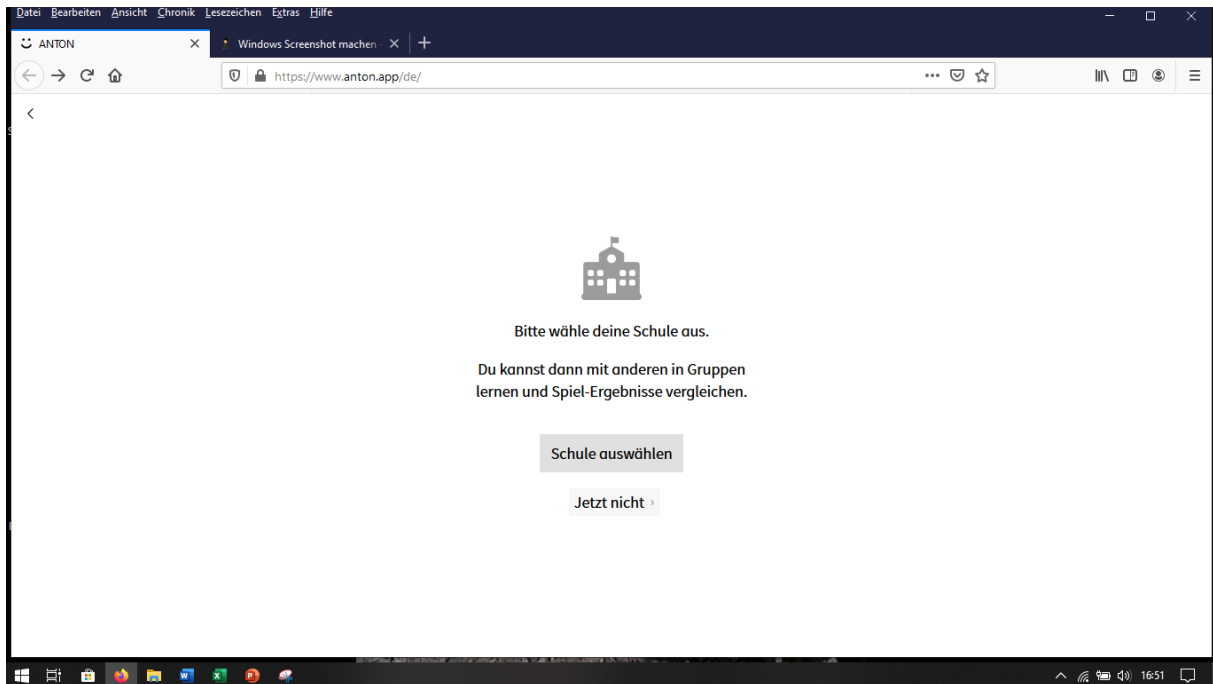 Datei Bearbeiten Ansicht Chronik Lesezeichen Extras Hilfe
ANTON
Windows Screenshot machen -
https://www.anton.app/de/
Bitte wähle deine Schule aus.
Du kannst dann mit anderen in Gruppen
lernen und Spiel-Ergebnisse vergleichen.
Schule auswählen
Jetzt nicht ›
16:51